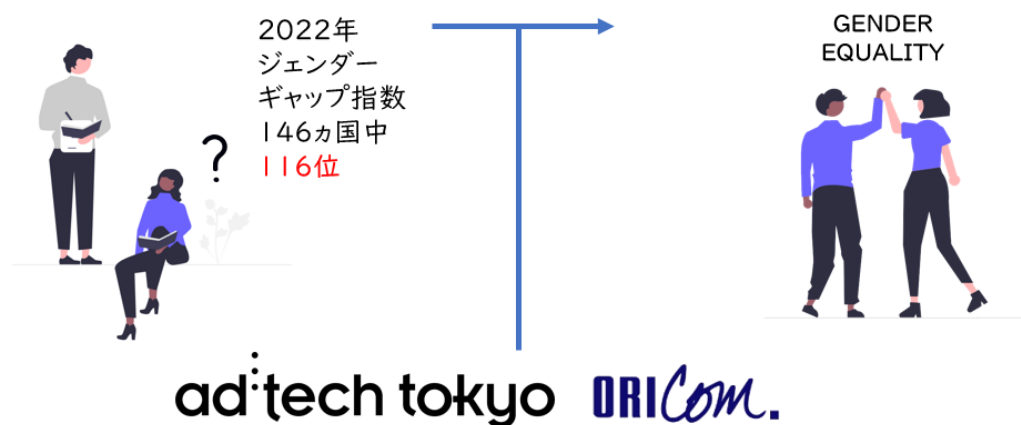 2022年
ジェンダー
ギャップ指数
146ヵ国中
116位
?
GENDER
EQUALITY
ad:tech tokyo
ORICom.